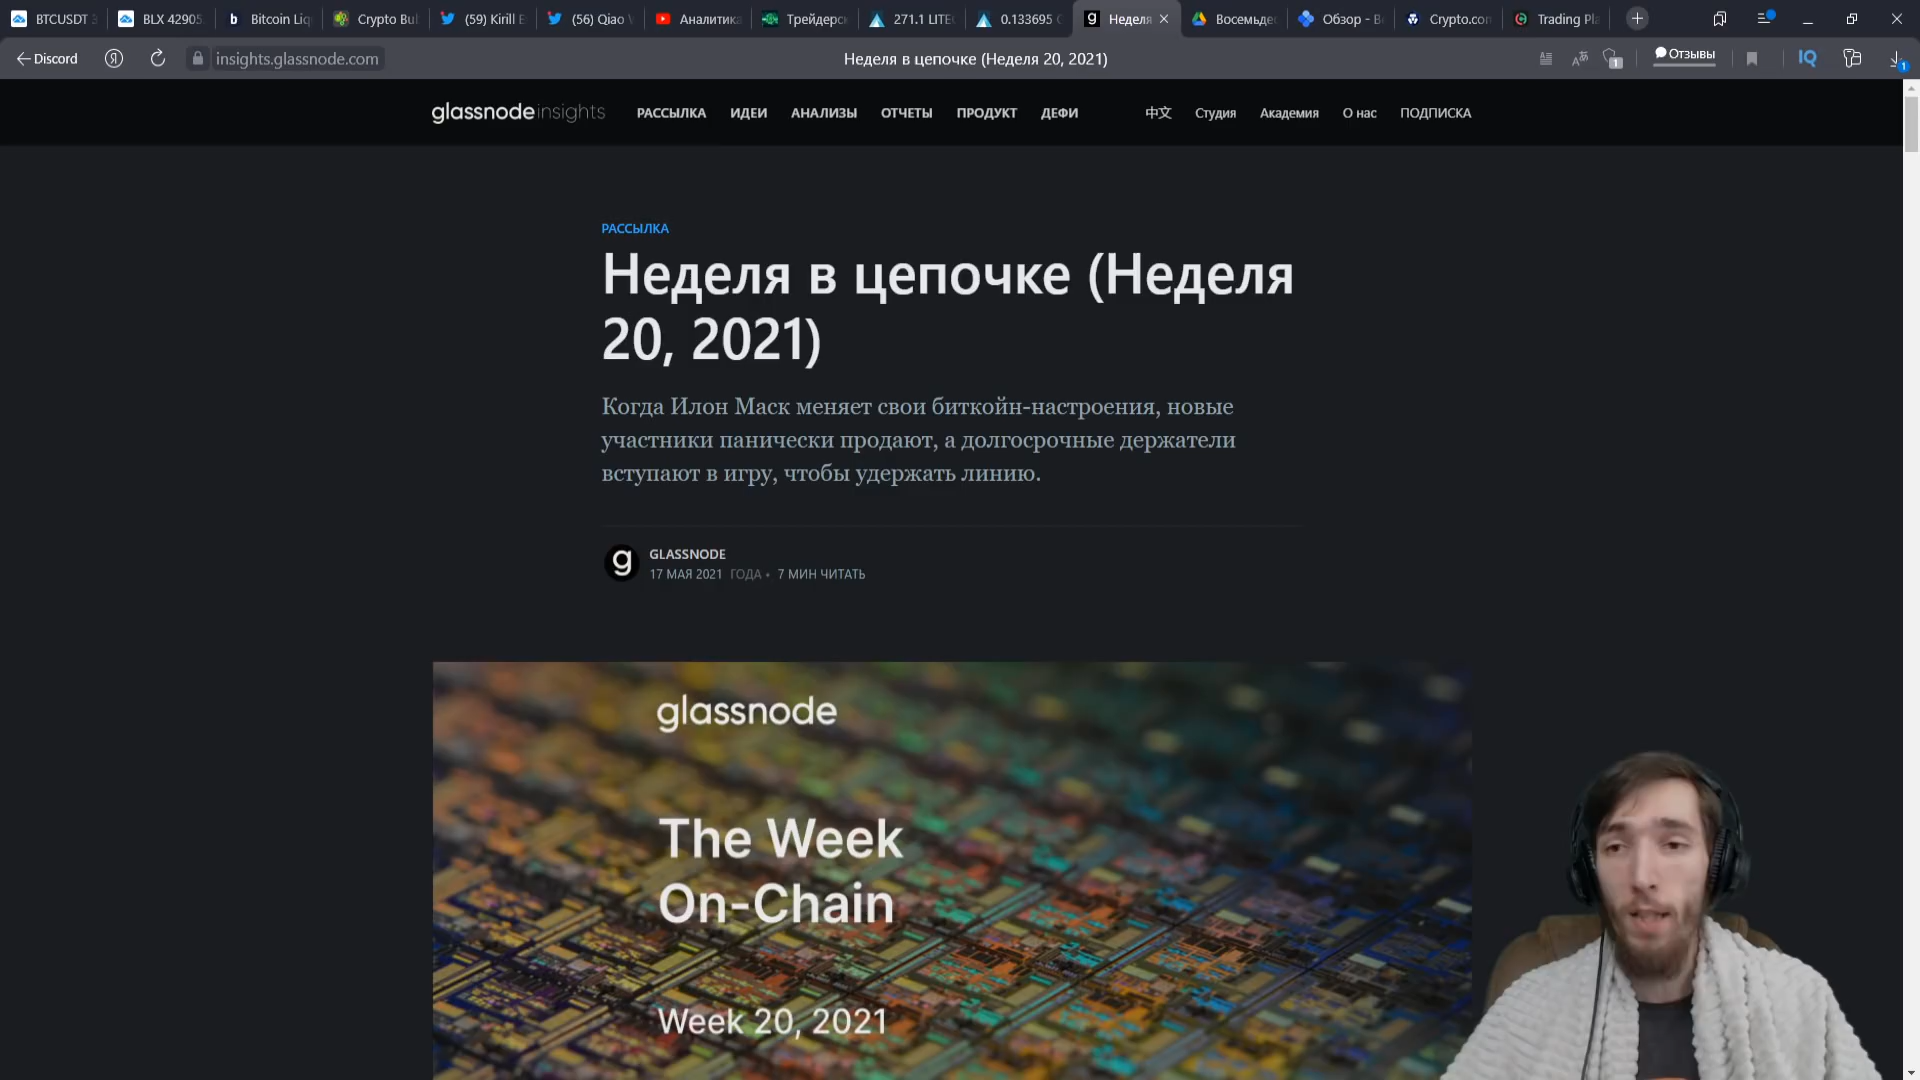 BTCUSDT
BLX 42905.
Bitcoin Liq
Crypto Bul
(59) Kirill E
(56) Qiao
Аналитика
Трейдерс
271.1 LITE
0.133695
Неделя
Восемьдес
Обзор - В
Crypto.con
Trading Pla
Discord
insights.glassnode.com
Неделя в цепочке (Неделя 20, 2021)
1
Отзывы
IQ
1
glassnode insights
РАССЫЛКА
ИДЕИ
АНАЛИЗЫ
ОТЧЕТЫ
ПРОДУКТ
ДЕФИ
中文
Студия
Академия
О нас
ПОДПИСКА
РАССЫЛКА
Неделя в цепочке (Неделя
20, 2021)
Когда Илон Маск меняет свои биткойн-настроения, новые
участники панически продают, а долгосрочные держатели
вступают в игру, чтобы удержать линию.
g
GLASSNODE
17 МАЯ 2021 ГОДА • 7 МИН ЧИТАТЬ
glassnode
The Week
On-Chain
Week 20, 2021